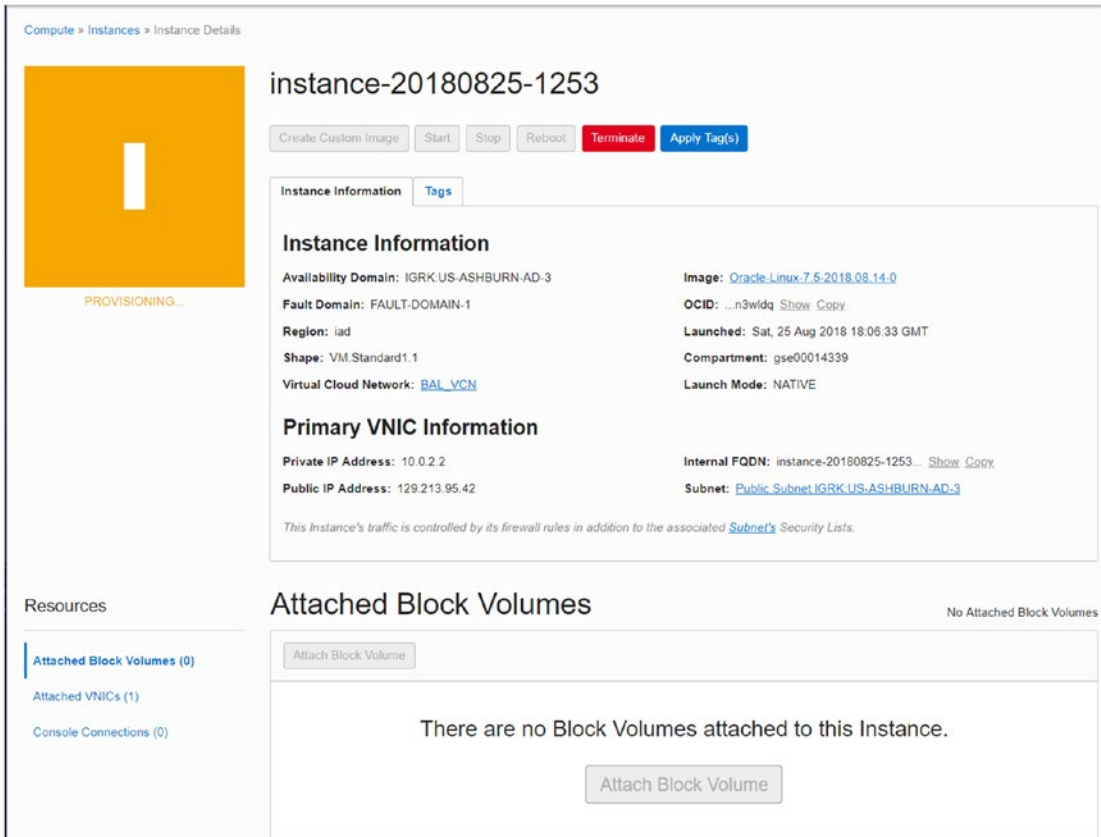 Compute » Instances » Instance Details
instance-20180825-1253
Create Custom Image Start Stop Reboot Terminate Apply Tag(s)
I
PROVISIONING...
Instance Information Tags
Instance Information
Availability Domain: IGRK:US-ASHBURN-AD-3
Fault Domain: FAULT-DOMAIN-1
Region: iad
Shape: VM.Standard1.1
Virtual Cloud Network: BAL_VCN
Image: Oracle-Linux-7.5-2018.08.14-0
OCID: ...n3wldq Show Copy
Launched: Sat, 25 Aug 2018 18:06:33 GMT
Compartment: gse00014339
Launch Mode: NATIVE
Primary VNIC Information
Private IP Address: 10.0.2.2
Public IP Address: 129.213.95.42
Internal FQDN: instance-20180825-1253... Show Copy
Subnet: Public Subnet IGRK:US-ASHBURN-AD-3
This Instance's traffic is controlled by its firewall rules in addition to the associated Subnet's Security Lists.
Resources
Attached Block Volumes (0)
Attached VNICs (1)
Console Connections (0)
Attached Block Volumes
No Attached Block Volumes
Attach Block Volume
There are no Block Volumes attached to this Instance.
Attach Block Volume